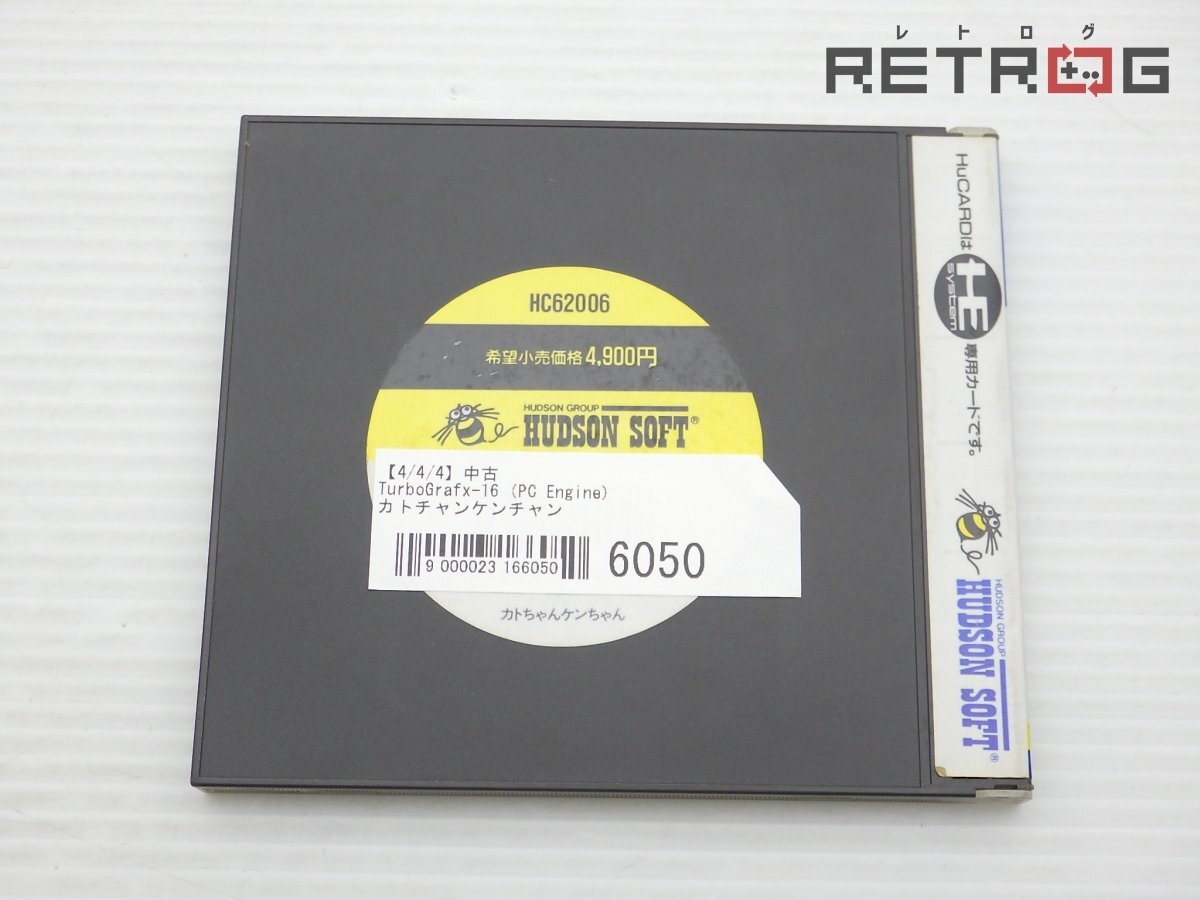 レトログ
RETROG
HC62006
希望小売価格4,900円
HUDSON GROUP
HUDSON SOFT®
【4/4/4】中古
TurboGrafx-16 (PC Engine)
カトチャンケンチャン
9 000023 166050
6050
カトちゃんケンちゃん
HuCARDは
HE
system
専用カードです。
HUDSON GROUP
HUDSON SOFT®